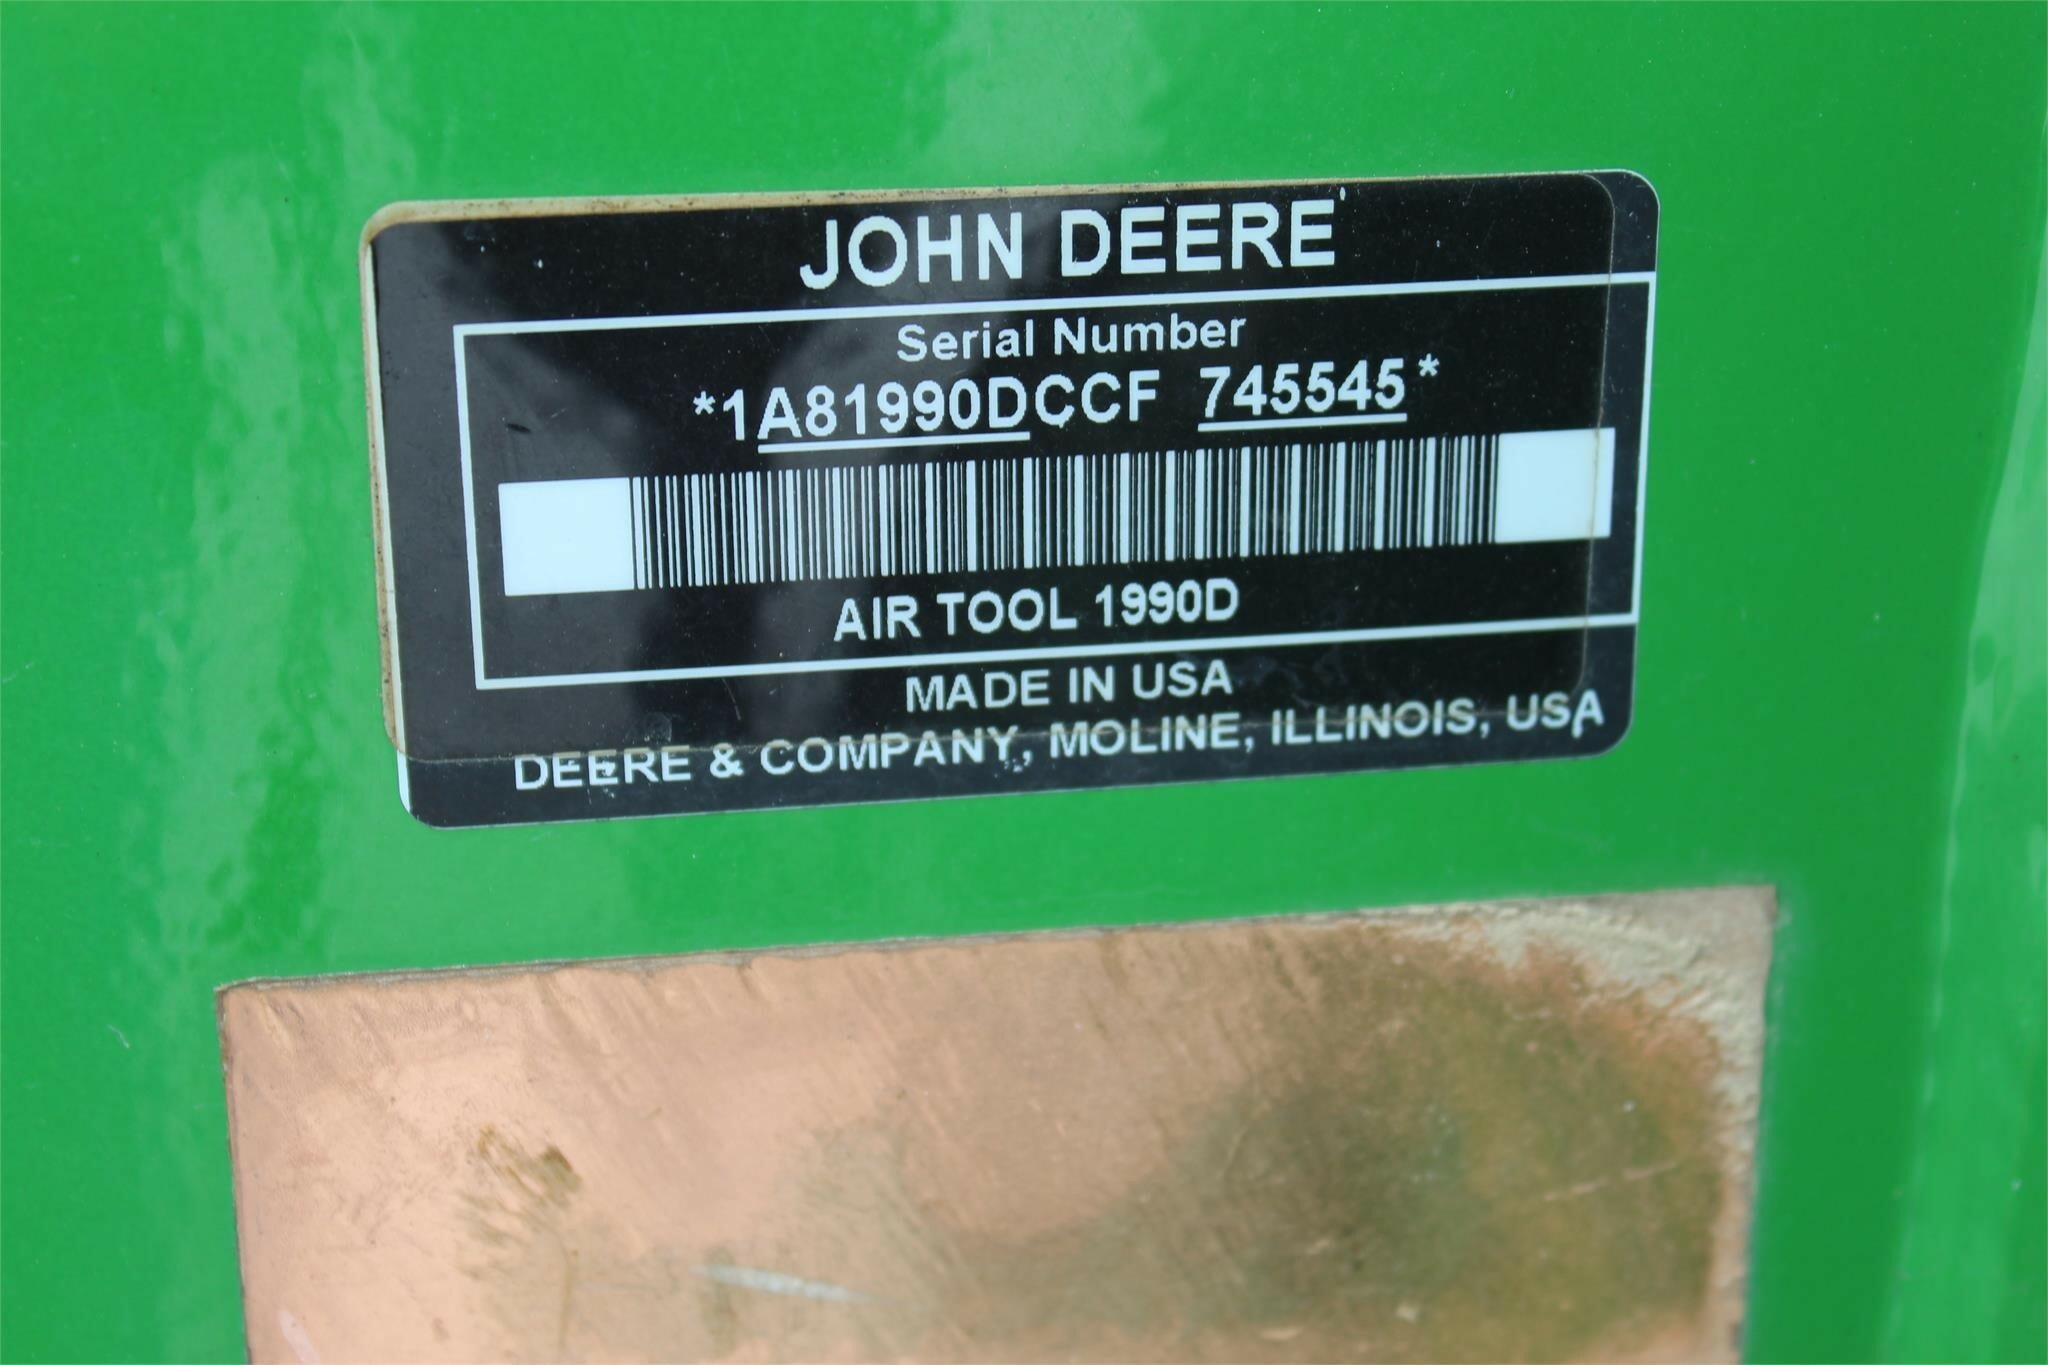 JOHN DEERE
Serial Number
*1A81990DCCF 745545*
AIR TOOL 1990D
MADE IN USA
DEERE & COMPANY, MOLINE, ILLINOIS, USA